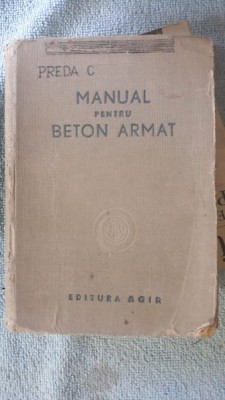 PREDA C
MANUAL
PENTRU
BETON ARMAT
EDITURA AGIR